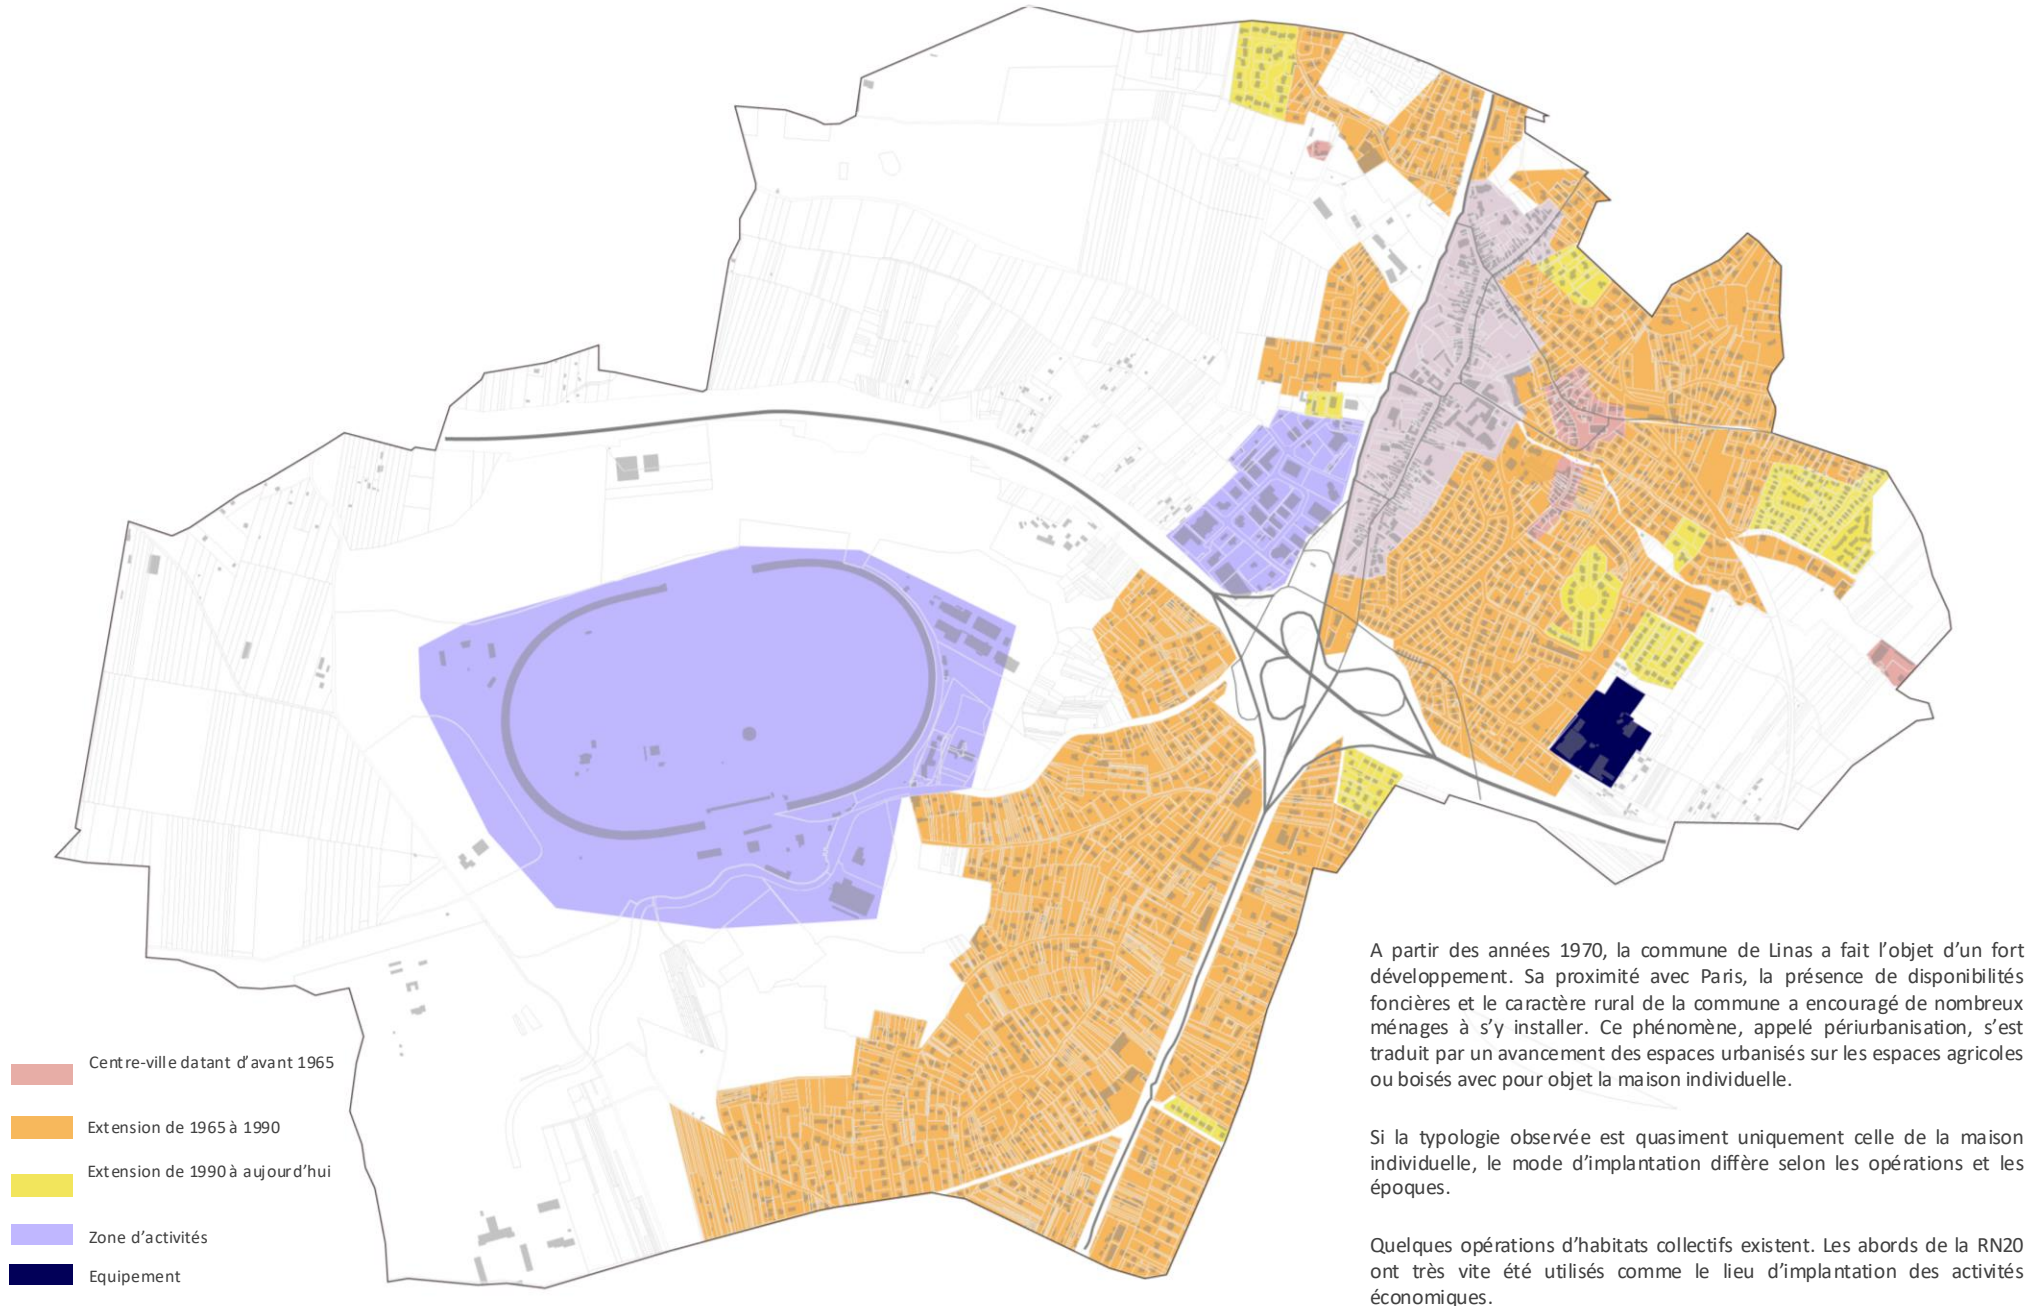 Centre-ville datant d’avant 1965
Extension de 1965 à 1990
Extension de 1990 à aujourd’hui
Zone d’activités
Equipement
A partir des années 1970, la commune de Linas a fait l’objet d’un fort
développement. Sa proximité avec Paris, la présence de disponibilités
foncières et le caractère rural de la commune a encouragé de nombreux
ménages à s’y installer. Ce phénomène, appelé périurbanisation, s’est
traduit par un avancement des espaces urbanisés sur les espaces agricoles
ou boisés avec pour objet la maison individuelle.
Si la typologie observée est quasiment uniquement celle de la maison
individuelle, le mode d’implantation diffère selon les opérations et les
époques.
Quelques opérations d’habitats collectifs existent. Les abords de la RN20
ont très vite été utilisés comme le lieu d’implantation des activités
économiques.